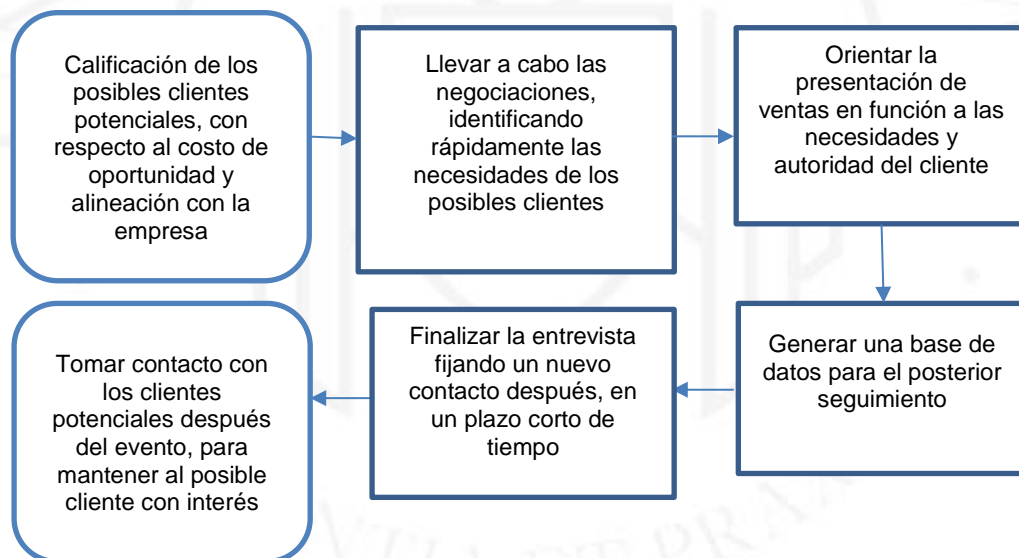 Calificación de los
posibles clientes
potenciales, con
respecto al costo de
oportunidad y
alineación con la
empresa
Llevar a cabo las
negociaciones,
identificando
rápidamente las
necesidades de los
posibles clientes
Orientar la
presentación de
ventas en función a las
necesidades y
autoridad del cliente
Generar una base de
datos para el posterior
seguimiento
Finalizar la entrevista
fijando un nuevo
contacto después, en
un plazo corto de
tiempo
Tomar contacto con
los clientes
potenciales después
del evento, para
mantener al posible
cliente con interés